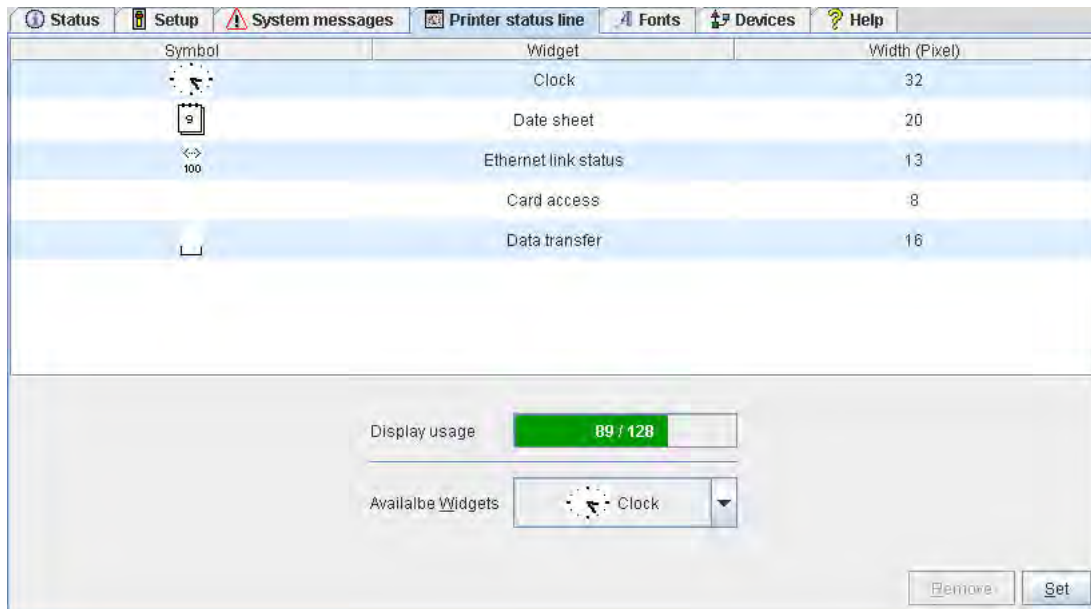 Status Setup System messages Printer status line Fonts Devices Help
Symbol Widget Width (Pixel)
Clock 32
9 Date sheet 20
<··> 100 Ethernet link status 13
Card access 8
Data transfer 16
Display usage 89 / 128
Availalbe Widgets Clock
Remove Set